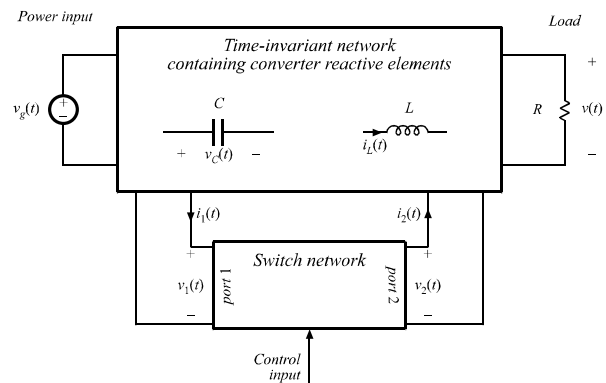 Power input
Load
Time-invariant network
containing converter reactive elements
+
−
v_g(t)
C
+
v_C(t)
−
L
i_L(t)
R
+
v(t)
−
i_1(t)
i_2(t)
+
v_1(t)
−
port 1
Switch network
port 2
+
v_2(t)
−
Control
input